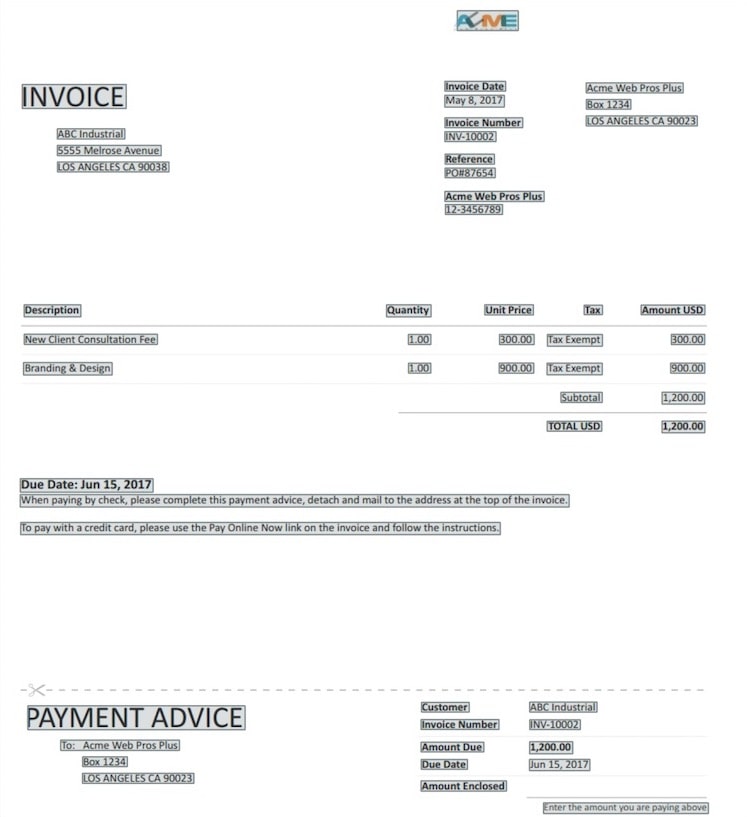 ACME
INVOICE
ABC Industrial
5555 Melrose Avenue
LOS ANGELES CA 90038
Invoice Date
May 8, 2017
Invoice Number
INV-10002
Reference
PO#87654
Acme Web Pros Plus
12-3456789
Acme Web Pros Plus
Box 1234
LOS ANGELES CA 90023
Description Quantity Unit Price Tax Amount USD
New Client Consultation Fee 1.00 300.00 Tax Exempt 300.00
Branding & Design 1.00 900.00 Tax Exempt 900.00
Subtotal 1,200.00
TOTAL USD 1,200.00
Due Date: Jun 15, 2017
When paying by check, please complete this payment advice, detach and mail to the address at the top of the invoice.
To pay with a credit card, please use the Pay Online Now link on the invoice and follow the instructions.
PAYMENT ADVICE
To: Acme Web Pros Plus
Box 1234
LOS ANGELES CA 90023
Customer ABC Industrial
Invoice Number INV-10002
Amount Due 1,200.00
Due Date Jun 15, 2017
Amount Enclosed
Enter the amount you are paying above